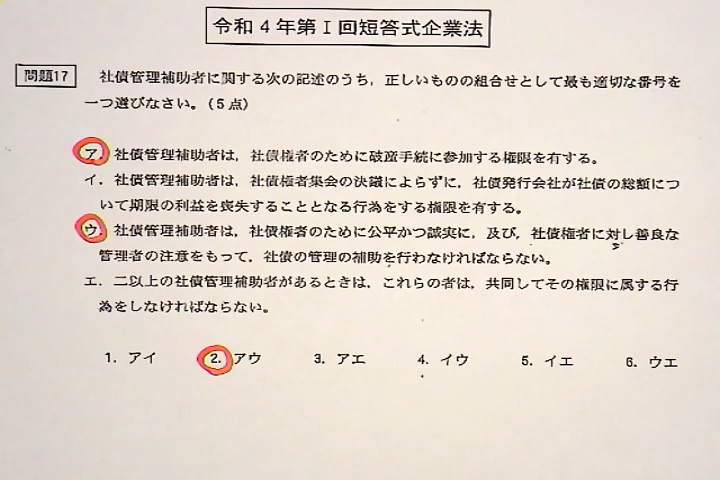 令和4年第Ⅰ回短答式企業法
問題17 社債管理補助者に関する次の記述のうち，正しいものの組合せとして最も適切な番号を
一つ選びなさい。（5点）
ア．社債管理補助者は，社債権者のために破産手続に参加する権限を有する。
イ．社債管理補助者は，社債権者集会の決議によらずに，社債発行会社が社債の総額につ
いて期限の利益を喪失することとなる行為をする権限を有する。
ウ．社債管理補助者は，社債権者のために公平かつ誠実に，及び，社債権者に対し善良な
管理者の注意をもって，社債の管理の補助を行わなければならない。
エ．二以上の社債管理補助者があるときは，これらの者は，共同してその権限に属する行
為をしなければならない。
1．アイ 2．アウ 3．アエ 4．イウ 5．イエ 6．ウエ